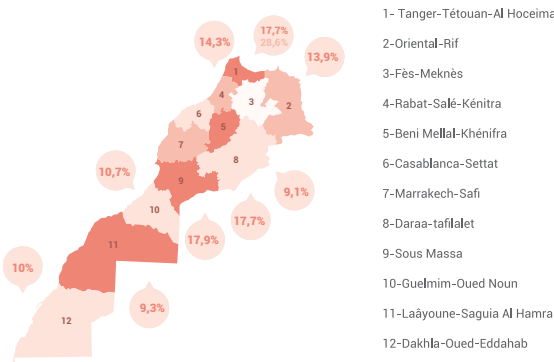 1- Tanger-Tétouan-Al Hoceima
17,7%
28,6%
14,3%
13,9%
2-Oriental-Rif
3-Fès-Meknès
1
4
3
2
4-Rabat-Salé-Kénitra
6
5
5-Beni Mellal-Khénifra
7
8
6-Casablanca-Settat
10,7%
9
9,1%
7-Marrakech-Safi
10
17,7%
8-Daraa-tafilalet
17,9%
9-Sous Massa
11
10%
10-Guelmim-Oued Noun
9,3%
11-Laâyoune-Saguia Al Hamra
12
12-Dakhla-Oued-Eddahab